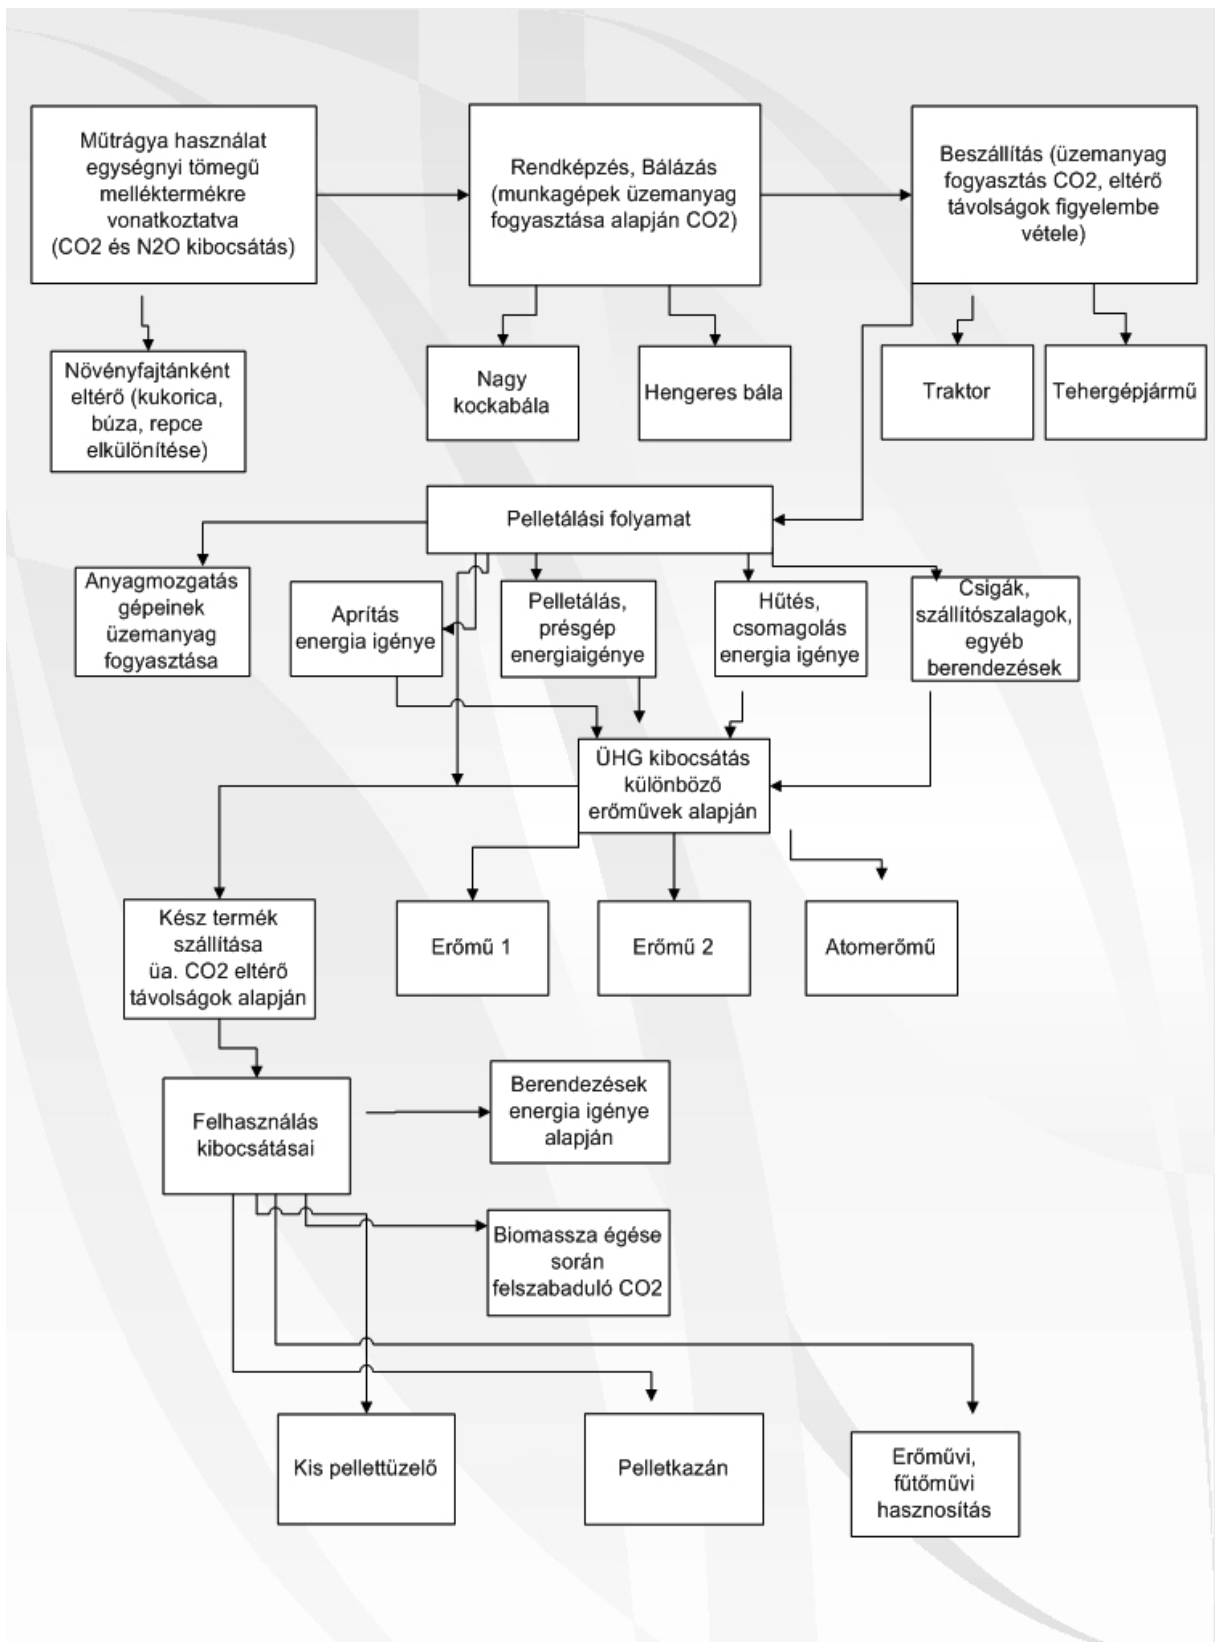 Műtrágya használat
egységnyi tömegű
melléktermékre
vonatkoztatva
(CO2 és N2O kibocsátás)
Rendképzés, Bálázás
(munkagépek üzemanyag
fogyasztása alapján CO2)
Beszállítás (üzemanyag
fogyasztás CO2, eltérő
távolságok figyelembe
vétele)
Növényfajtánként
eltérő (kukorica,
búza, repce
elkülönítése)
Nagy
kockabála
Hengeres bála
Traktor
Tehergépjármű
Pelletálási folyamat
Anyagmozgatás
gépeinek
üzemanyag
fogyasztása
Aprítás
energia igénye
Pelletálás,
présgép
energiaigénye
Hűtés,
csomagolás
energia igénye
Csigák,
szállítószalagok,
egyéb
berendezések
ÜHG kibocsátás
különböző
erőművek alapján
Kész termék
szállítása
üa. CO2 eltérő
távolságok alapján
Erőmű 1
Erőmű 2
Atomerőmű
Felhasználás
kibocsátásai
Berendezések
energia igénye
alapján
Biomassza égése
során
felszabaduló CO2
Kis pellettüzelő
Pelletkazán
Erőművi,
fűtőművi
hasznosítás